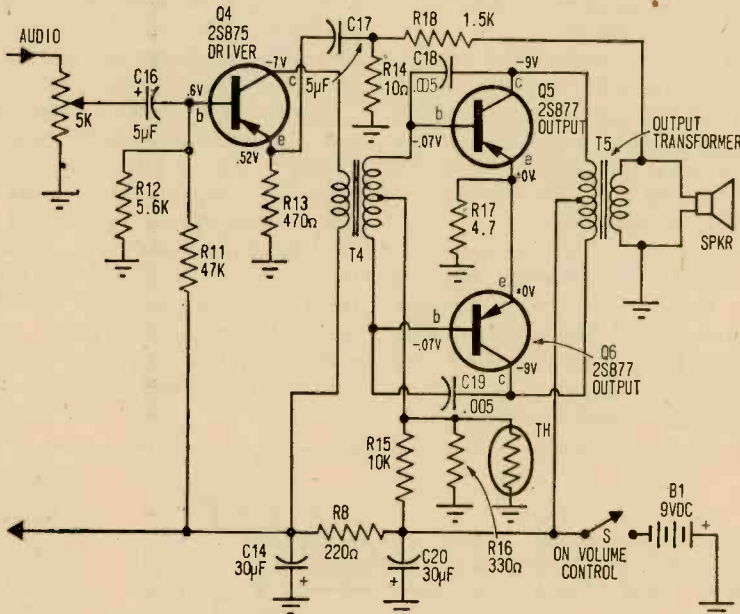 AUDIO
5K
C16
+
5µF
.6V
b
Q4
2S875
DRIVER
-7V
c
e
.52V
R12
5.6K
R11
47K
R13
470Ω
C17
5µF
R14
10Ω
R18
1.5K
C18
.005
-9V
c
Q5
2S877
OUTPUT
b
-.07V
e
±0V
R17
4.7
T4
T5
OUTPUT
TRANSFORMER
SPKR
e
±0V
b
-.07V
-9V
c
Q6
2S877
OUTPUT
C19
.005
R15
10K
TH
R16
330Ω
R8
220Ω
C14
30µF
+
C20
30µF
+
S
ON VOLUME
CONTROL
B1
9VDC
+